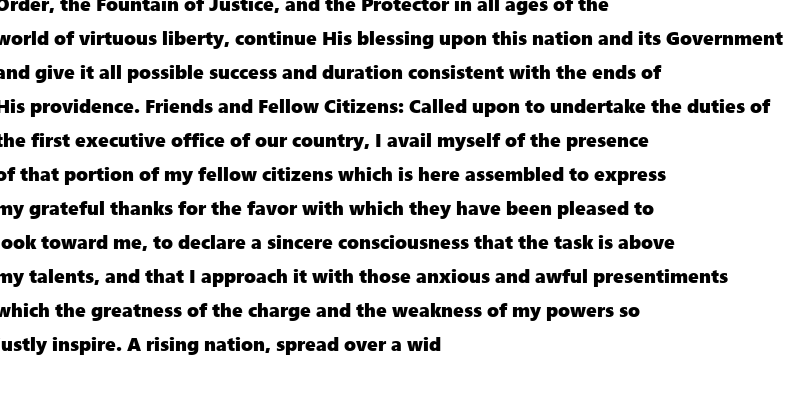 Order, the Fountain of Justice, and the Protector in all ages of the
world of virtuous liberty, continue His blessing upon this nation and its Government
and give it all possible success and duration consistent with the ends of
His providence. Friends and Fellow Citizens: Called upon to undertake the duties of
the first executive office of our country, I avail myself of the presence
of that portion of my fellow citizens which is here assembled to express
my grateful thanks for the favor with which they have been pleased to
look toward me, to declare a sincere consciousness that the task is above
my talents, and that I approach it with those anxious and awful presentiments
which the greatness of the charge and the weakness of my powers so
justly inspire. A rising nation, spread over a wid